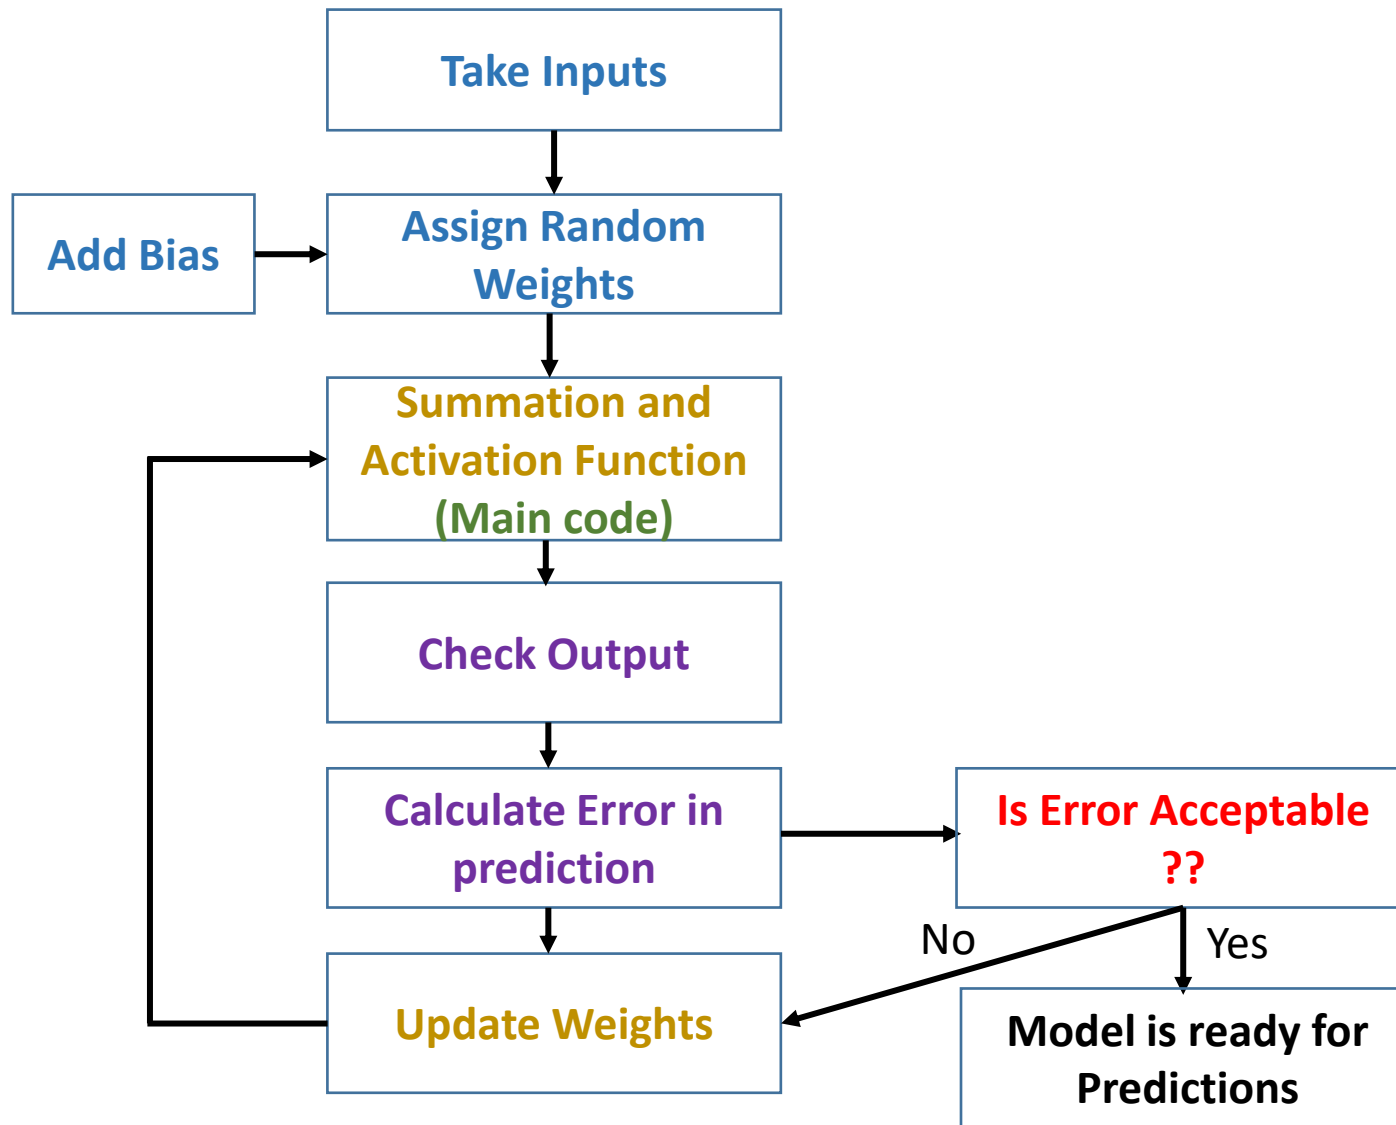 Take Inputs
Add Bias
Assign Random
Weights
Summation and
Activation Function
(Main code)
Check Output
Calculate Error in
prediction
Is Error Acceptable
??
No
Yes
Update Weights
Model is ready for
Predictions